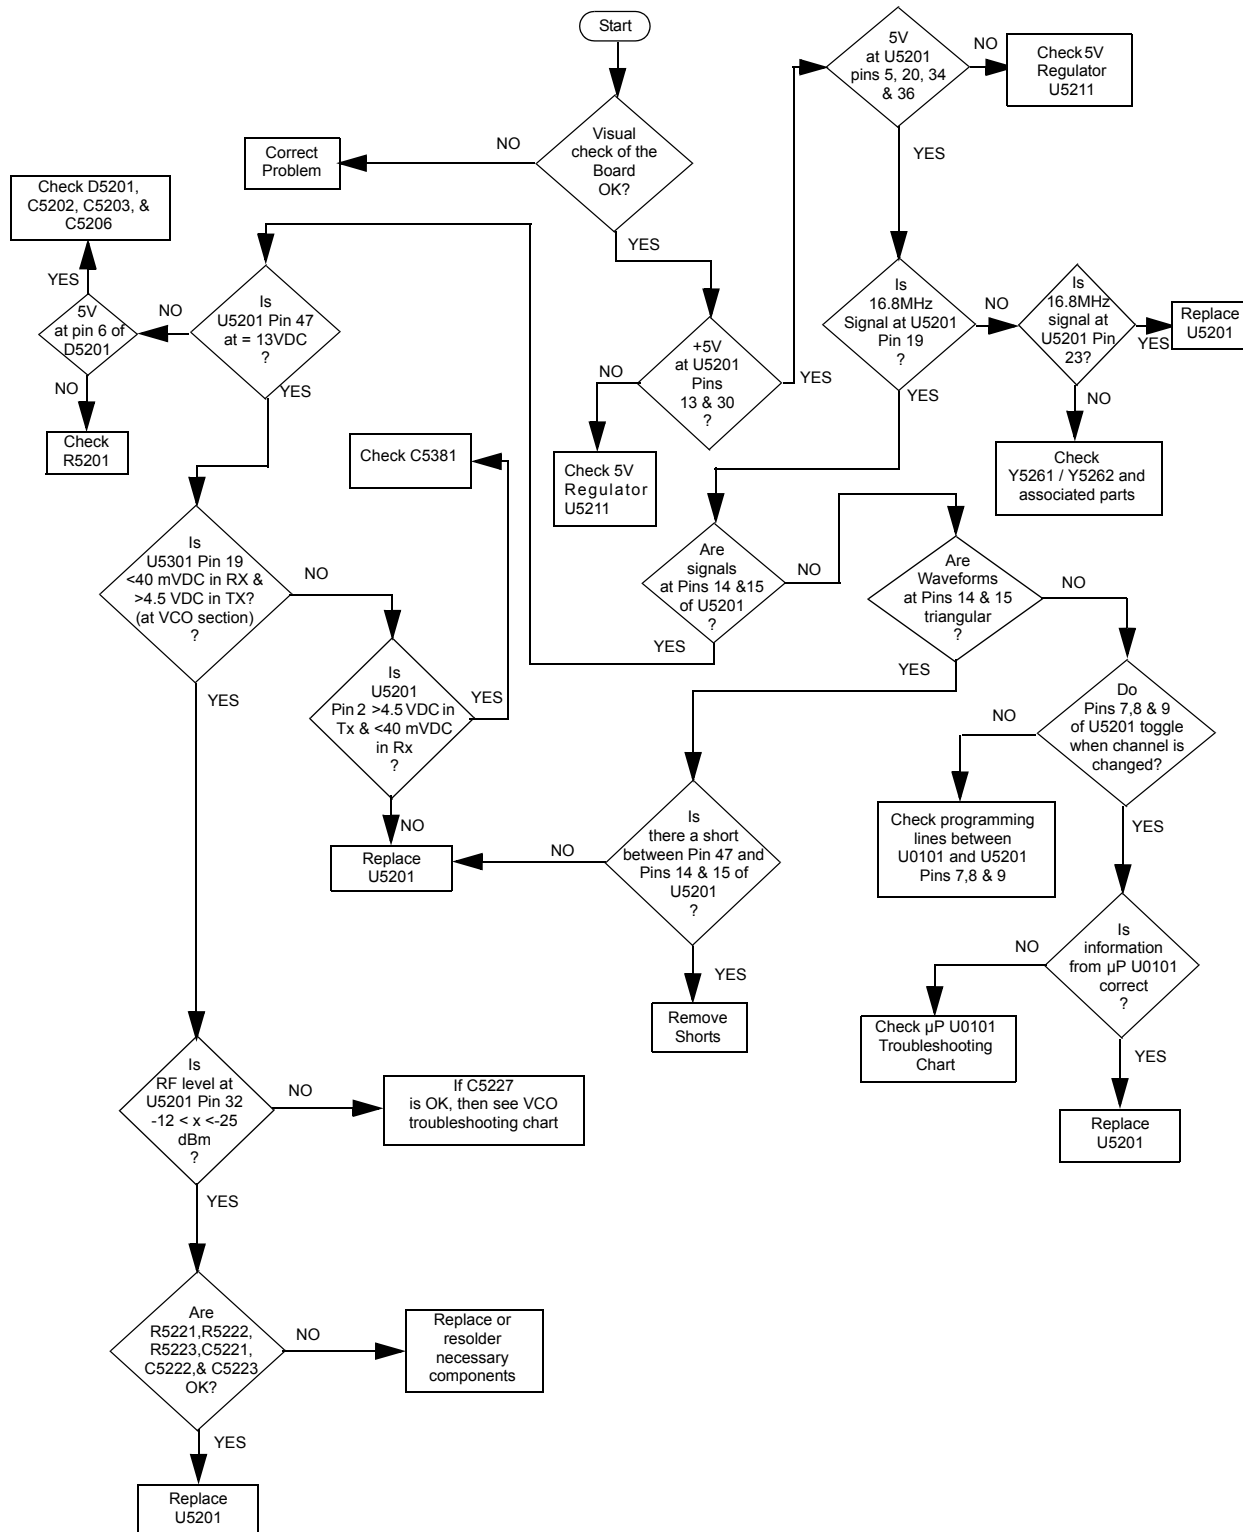 Start
Visual
check of the
Board
OK?
NO
Correct
Problem
YES
+5V
at U5201
Pins
13 & 30
?
NO
Check 5V
Regulator
U5211
YES
5V
at U5201
pins 5, 20, 34
& 36
NO
Check 5V
Regulator
U5211
YES
Is
16.8MHz
Signal at U5201
Pin 19
?
NO
Is
16.8MHz
signal at
U5201 Pin
23?
YES
Replace
U5201
NO
Check
Y5261 / Y5262 and
associated parts
YES
Are
signals
at Pins 14 &15
of U5201
?
NO
Are
Waveforms
at Pins 14 & 15
triangular
?
NO
Do
Pins 7,8 & 9
of U5201 toggle
when channel is
changed?
NO
Check programming
lines between
U0101 and U5201
Pins 7,8 & 9
YES
Is
information
from µP U0101
correct
?
NO
Check µP U0101
Troubleshooting
Chart
YES
Replace
U5201
YES
Is
there a short
between Pin 47 and
Pins 14 & 15 of
U5201
?
NO
Replace
U5201
YES
Remove
Shorts
YES
Is
U5201 Pin 47
at = 13VDC
?
NO
5V
at pin 6 of
D5201
YES
Check D5201,
C5202, C5203, &
C5206
NO
Check
R5201
YES
Is
U5301 Pin 19
<40 mVDC in RX &
>4.5 VDC in TX?
(at VCO section)
?
NO
Is
U5201
Pin 2 >4.5 VDC in
Tx & <40 mVDC
in Rx
?
YES
Check C5381
NO
YES
Is
RF level at
U5201 Pin 32
-12 < x <-25
dBm
?
NO
If C5227
is OK, then see VCO
troubleshooting chart
YES
Are
R5221,R5222,
R5223,C5221,
C5222,& C5223
OK?
NO
Replace or
resolder
necessary
components
YES
Replace
U5201